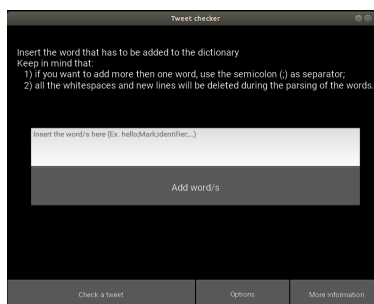 Tweet checker
Insert the word that has to be added to the dictionary
Keep in mind that:
1) if you want to add more then one word, use the semicolon (;) as separator;
2) all the whitespaces and new lines will be deleted during the parsing of the words.
Insert the word/s here (Ex. hello;Mark;identifier;...)
Add word/s
Check a tweet
Options
More information